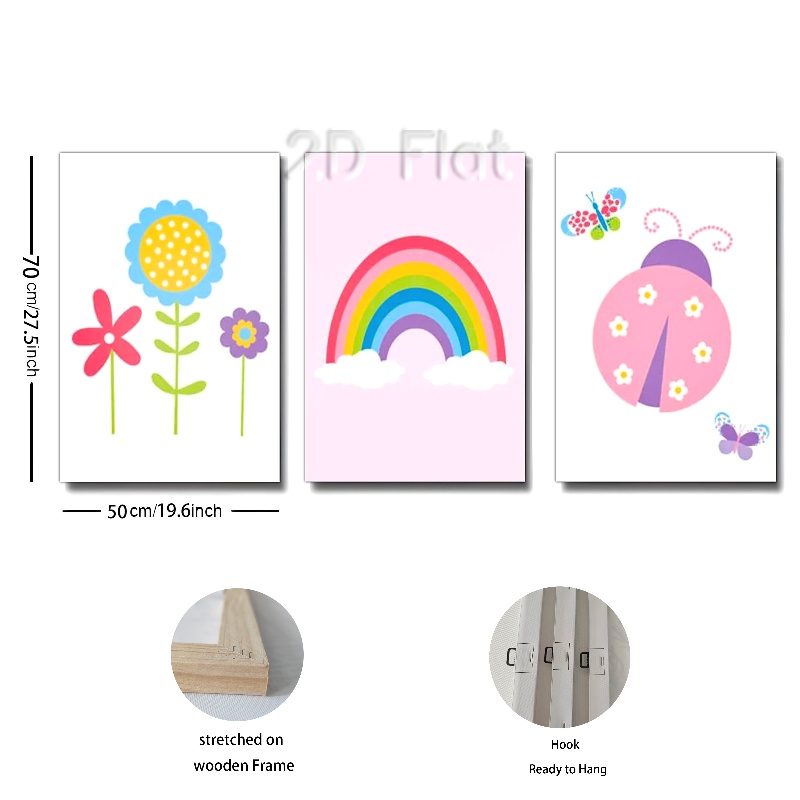 2D Flat
70 cm/27.5inch
50cm/19.6inch
stretched on
wooden Frame
Hook
Ready to Hang